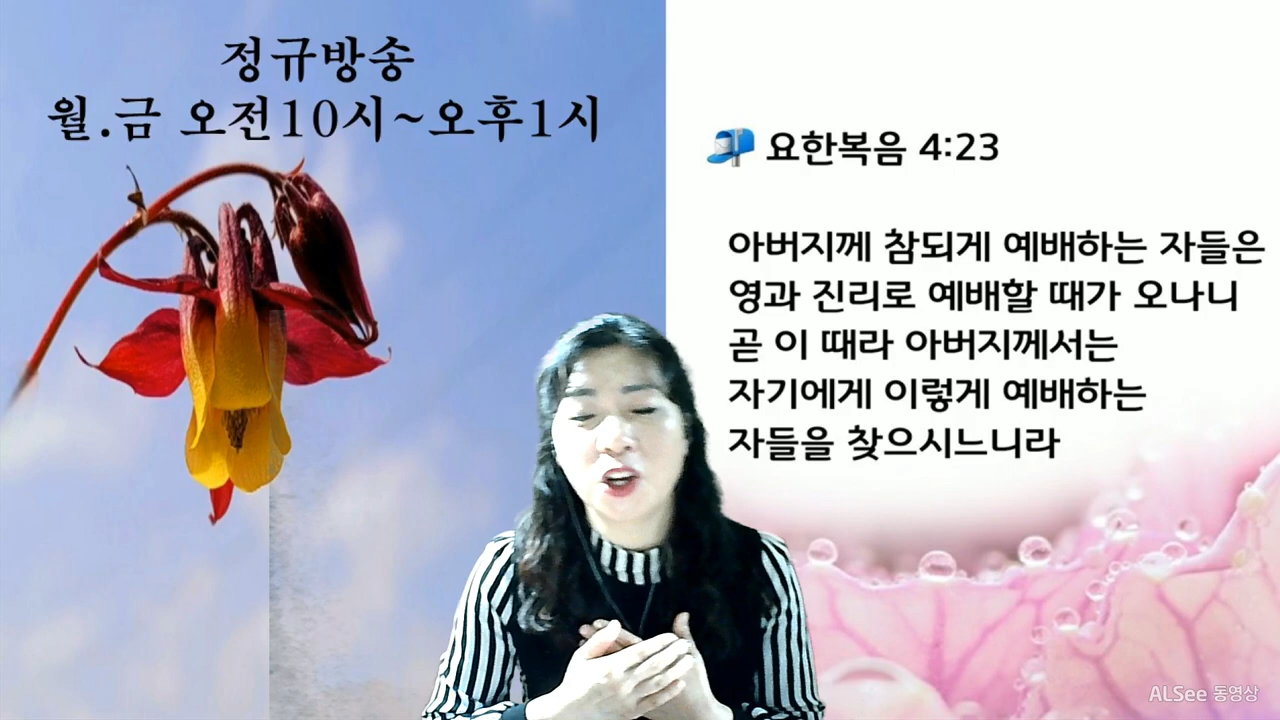 정규방송
월.금 오전10시~오후1시
요한복음 4:23
아버지께 참되게 예배하는 자들은
영과 진리로 예배할 때가 오나니
곧 이 때라 아버지께서는
자기에게 이렇게 예배하는
자들을 찾으시느니라
ALSee 동영상